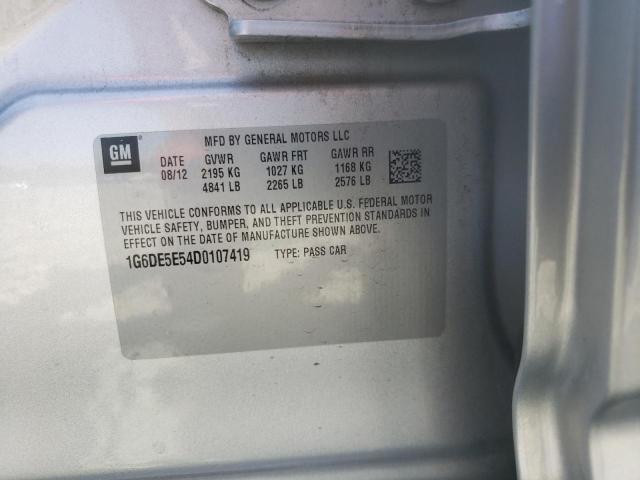 GM
MFD BY GENERAL MOTORS LLC
DATE GVWR GAWR FRT GAWR RR
08/12 2195 KG 1027 KG 1168 KG
4841 LB 2265 LB 2576 LB
THIS VEHICLE CONFORMS TO ALL APPLICABLE U.S. FEDERAL MOTOR
VEHICLE SAFETY, BUMPER, AND THEFT PREVENTION STANDARDS IN
EFFECT ON THE DATE OF MANUFACTURE SHOWN ABOVE.
1G6DE5E54D0107419 TYPE: PASS CAR